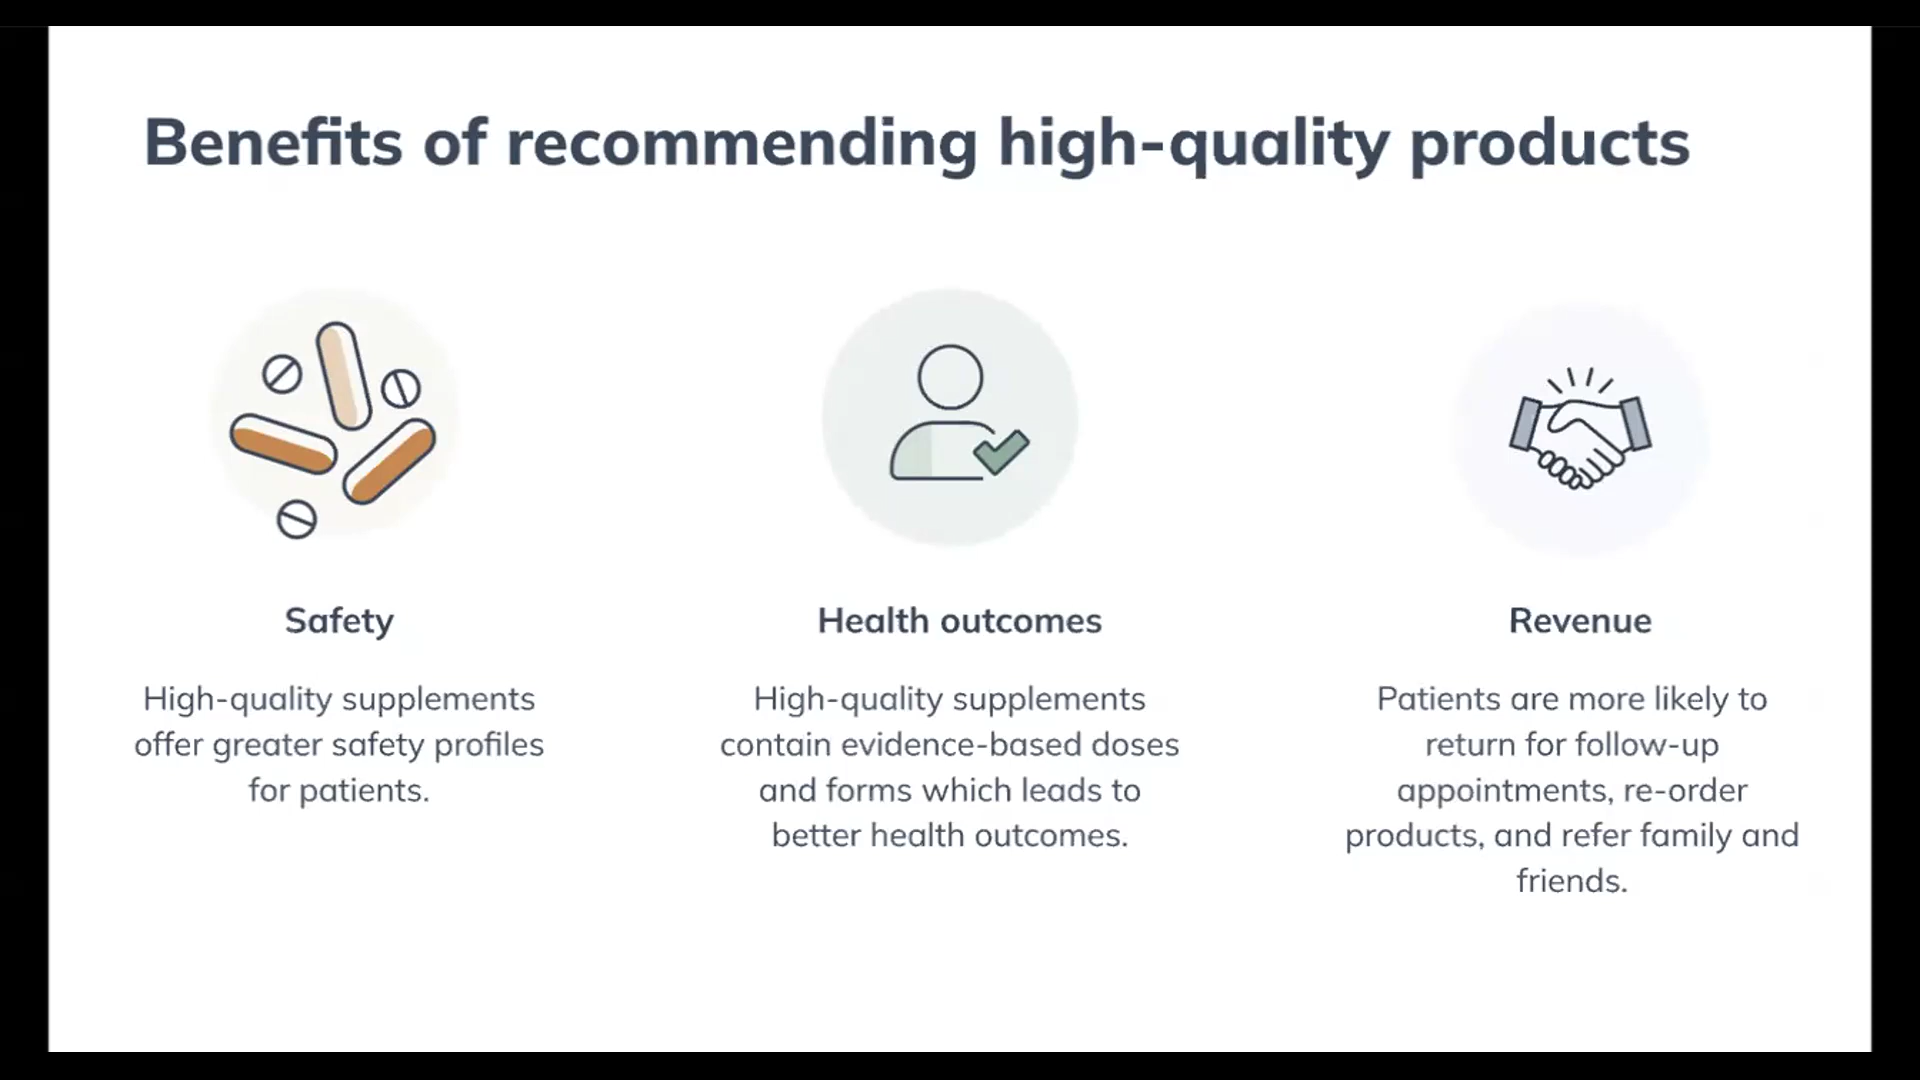 Benefits of recommending high-quality products
Safety
High-quality supplements
offer greater safety profiles
for patients.
Health outcomes
High-quality supplements
contain evidence-based doses
and forms which leads to
better health outcomes.
Revenue
Patients are more likely to
return for follow-up
appointments, re-order
products, and refer family and
friends.